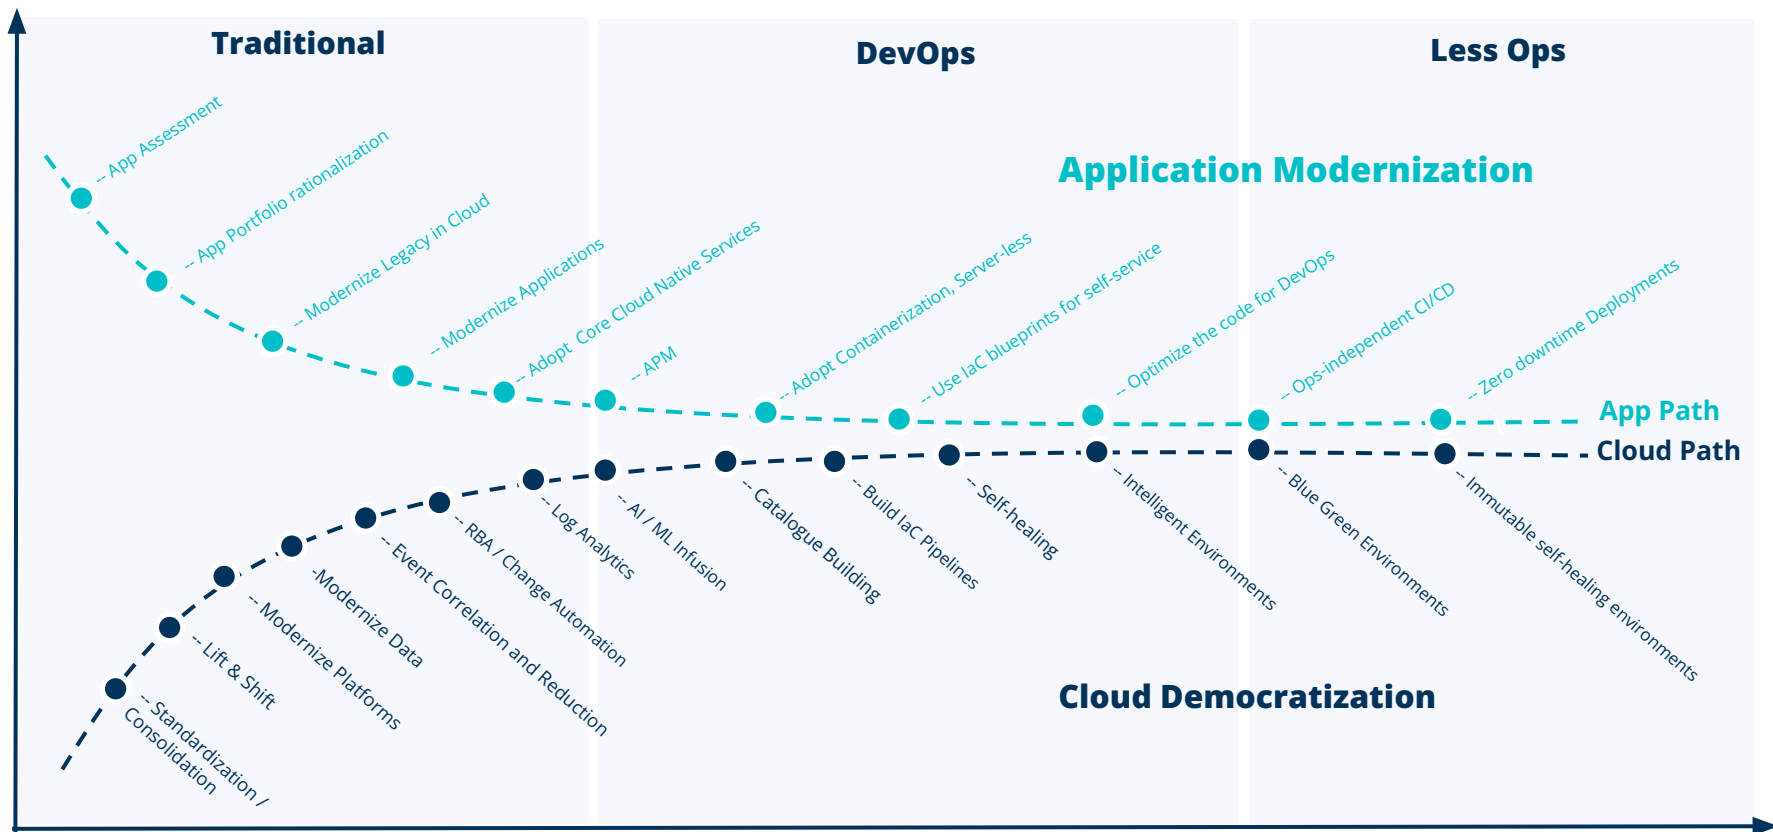 Traditional
DevOps
Less Ops
Application Modernization
-- App Assessment
-- App Portfolio rationalization
-- Modernize Legacy in Cloud
-- Modernize Applications
-- Adopt  Core Cloud Native Services
-- APM
-- Adopt Containerization, Server-less
-- Use IaC blueprints for self-service
-- Optimize the code for DevOps
-- Ops-independent CI/CD
-- Zero downtime Deployments
App Path
Cloud Path
-- Standardization /
Consolidation
-- Lift & Shift
-- Modernize Platforms
-Modernize Data
-- Event Correlation and Reduction
-- RBA / Change Automation
-- Log Analytics
-- AI / ML Infusion
-- Catalogue Building
-- Build IaC Pipelines
-- Self-healing
-- Intelligent Environments
-- Blue Green Environments
-- Immutable self-healing environments
Cloud Democratization